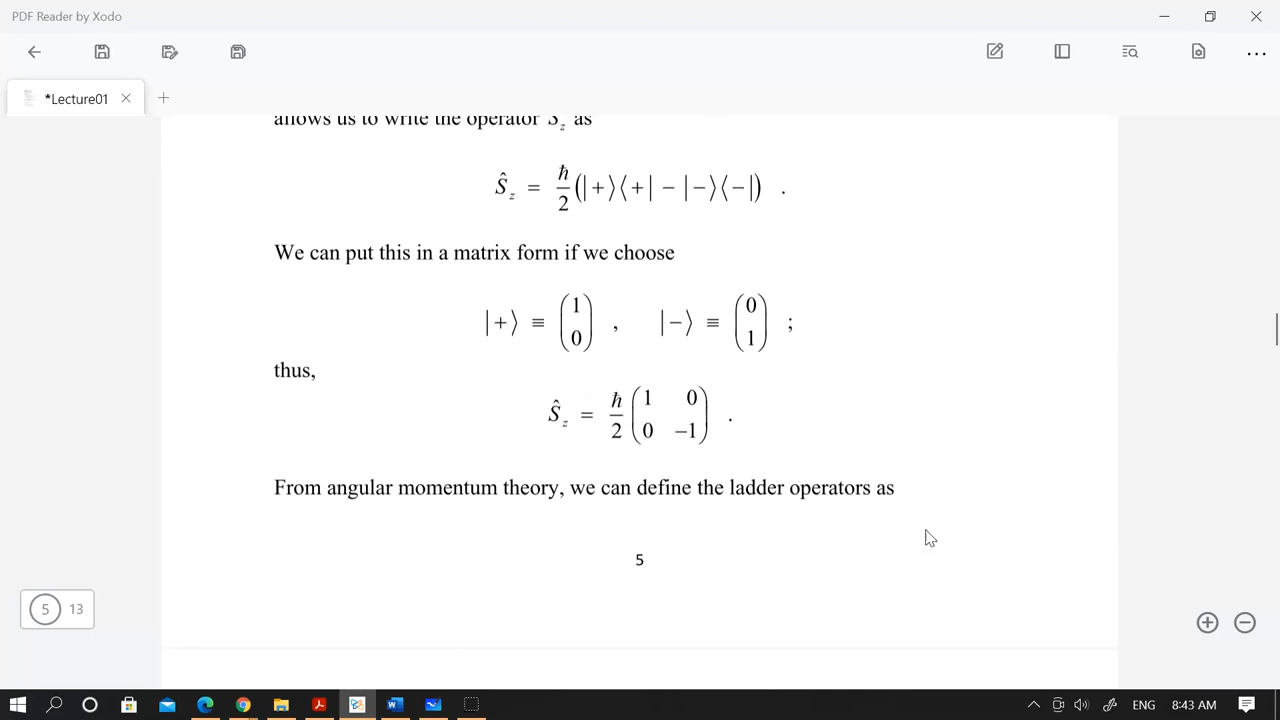 PDF Reader by Xodo
*Lecture01
allows us to write the operator S_z as
Ŝ_z = ħ/2 (|+⟩⟨+| − |−⟩⟨−|) .
We can put this in a matrix form if we choose
|+⟩ ≡ (1 0) , |−⟩ ≡ (0 1) ;
thus,
Ŝ_z = ħ/2 (1 0 0 −1) .
From angular momentum theory, we can define the ladder operators as
5
5 13
ENG 8:43 AM